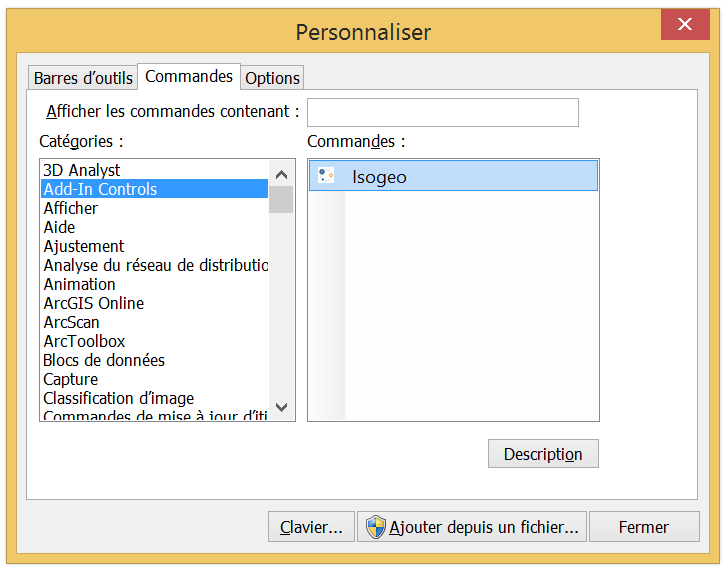 Personnaliser
Barres d'outils
Commandes
Options
Afficher les commandes contenant :
Catégories :
Commandes :
3D Analyst
Add-In Controls
Afficher
Aide
Ajustement
Analyse du réseau de distributio
Animation
ArcGIS Online
ArcScan
ArcToolbox
Blocs de données
Capture
Classification d'image
Commandes de mise à jour d'iti
Isogeo
Description
Clavier...
Ajouter depuis un fichier...
Fermer